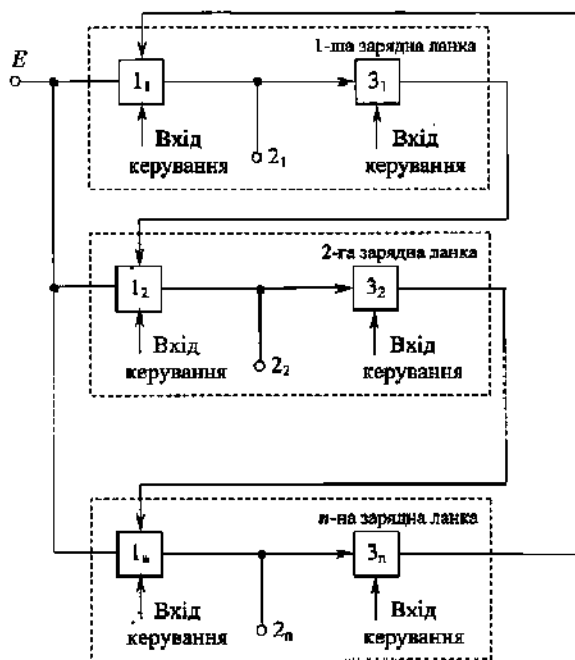 1-ша зарядна ланка
E
1₁
3₁
Вхід
керування
2₁
Вхід
керування
2-га зарядна ланка
1₂
3₂
Вхід
керування
2₂
Вхід
керування
n-на зарядна ланка
1ₙ
3ₙ
Вхід
керування
2ₙ
Вхід
керування